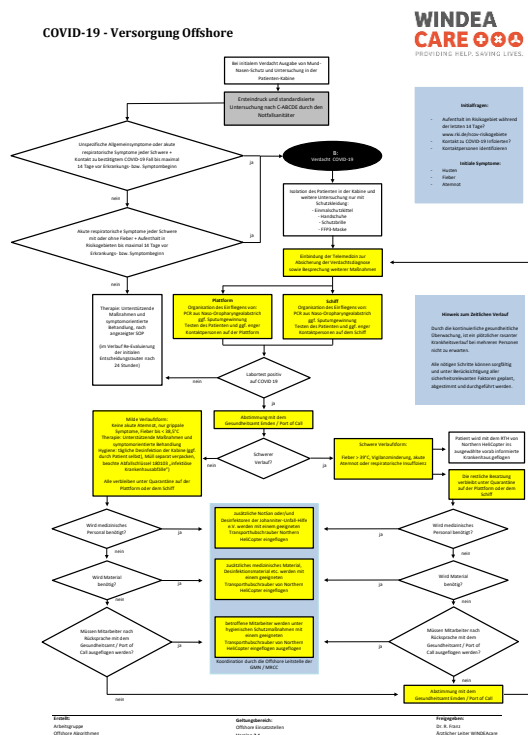 COVID-19 - Versorgung Offshore
WINDEA
CARE
PROVIDING HELP. SAVING LIVES.
Bei initialem Verdacht Ausgabe von Mund-
Nasen-Schutz und Untersuchung in der
Patienten-Kabine
Ersteindruck und standardisierte
Untersuchung nach C-ABCDE durch den
Notfallsanitäter
Unspezifische Allgemeinsymptome oder akute
respiratorische Symptome jeder Schwere +
Kontakt zu bestätigtem COVID-19 Fall bis maximal
14 Tage vor Erkrankungs- bzw. Symptombeginn
ja
B:
Verdacht COVID-19
nein
Isolation des Patienten in der Kabine und
weitere Untersuchung nur mit
Schutzkleidung
- Einmalschutzkittel
- Handschuhe
- Schutzbrille
- FFP3-Maske
Akute respiratorische Symptome jeder Schwere
mit oder ohne Fieber + Aufenthalt in
Risikogebieten bis maximal 14 Tage vor
Erkrankungs- bzw. Symptombeginn
ja
nein
Einbindung der Telemedizin zur
Absicherung der Verdachtsdiagnose
sowie Besprechung weiterer Maßnahmen
Initialfragen:
- Aufenthalt im Risikogebiet während
der letzten 14 Tage?
www.rki.de/ncov-risikogebiete
- Kontakt zu COVID-19 Infizierten?
- Kontaktpersonen identifizieren
Initiale Symptome:
- Husten
- Fieber
- Atemnot
Therapie: Unterstützende
Maßnahmen und
symptomorientierte
Behandlung, nach
angezeigter SOP
(im Verlauf Re-Evaluierung
der initialen
Entscheidungsrauten nach
24 Stunden)
Plattform
Organisation des Einfliegens von:
PCR aus Naso-Oropharyngealabstrich
ggf. Sputumgewinnung
Testen des Patienten und ggf. enger
Kontaktpersonen auf der Plattform
Schiff
Organisation des Einfliegens von:
PCR aus Naso-Oropharyngealabstrich
ggf. Sputumgewinnung
Testen des Patienten und ggf. enger
Kontaktpersonen auf dem Schiff
Hinweis zum Zeitlichen Verlauf
Durch die kontinuierliche gesundheitliche
Überwachung, ist ein plötzlicher rasanter
Krankheitsverlauf bei mehreren Personen
nicht zu erwarten.
Alle nötigen Schritte können sorgfältig
und unter Berücksichtigung aller
sicherheitsrelevanten Faktoren geplant,
abgestimmt und durchgeführt werden.
Labortest positiv
auf COVID 19
nein
ja
Abstimmung mit dem
Gesundheitsamt Emden / Port of Call
Milde Verlaufsform:
Keine akute Atemnot, nur grippale
Symptome, Fieber bis < 38,5°C
Therapie: Unterstützende Maßnahmen und
symptomorientierte Behandlung
Hygiene: tägliche Desinfektion der Kabine (ggf.
durch Patient selbst), Müll separat verpacken,
beachte Abfallschlüssel 180103 „infektiöse
Krankenhausabfälle“)
Alle verbleiben unter Quarantäne auf der
Plattform oder dem Schiff
nein
Schwerer
Verlauf?
ja
Schwere Verlaufsform:
Fieber > 39°C, Vigilanzminderung, akute
Atemnot oder respiratorische Insuffizienz
Patient wird mit dem RTH von
Northern HeliCopter ins
ausgewählte vorab informierte
Krankenhaus geflogen
Die restliche Besatzung
verbleibt unter Quarantäne
auf der Plattform oder dem
Schiff
Wird medizinisches
Personal benötigt?
ja
zusätzliche NotSan oder/und
Desinfektoren der Johanniter-Unfall-Hilfe
e.V. werden mit einem geeigneten
Transporthubschrauber Northern
HeliCopter eingeflogen
ja
Wird medizinisches
Personal benötigt?
nein
nein
Wird Material
benötig?
ja
zusätzliches medizinisches Material,
Desinfektionsmaterial etc. werden mit
einem geeigneten
Transporthubschrauber von Northern
HeliCopter eingeflogen
ja
Wird Material
benötigt?
nein
nein
Müssen Mitarbeiter nach
Rücksprache mit dem
Gesundheitsamt / Port of
Call ausgeflogen werden?
ja
betroffene Mitarbeiter werden unter
hygienischen Schutzmaßnahmen mit
einem geeigneten
Transporthubschrauber von Northern
HeliCopter eingeflogen ausgeflogen
ja
Müssen Mitarbeiter nach
Rücksprache mit dem
Gesundheitsamt / Port of
Call ausgeflogen werden?
Koordination durch die Offshore Leitstelle der
GMN / MRCC
nein
nein
Abstimmung mit dem
Gesundheitsamt Emden / Port of Call
Erstellt:
Arbeitsgruppe
Offshore Algorithmen
Geltungsbereich:
Offshore Einsatzstellen
Freigegeben:
Dr. R. Franz
Ärztlicher Leiter WINDEAcare